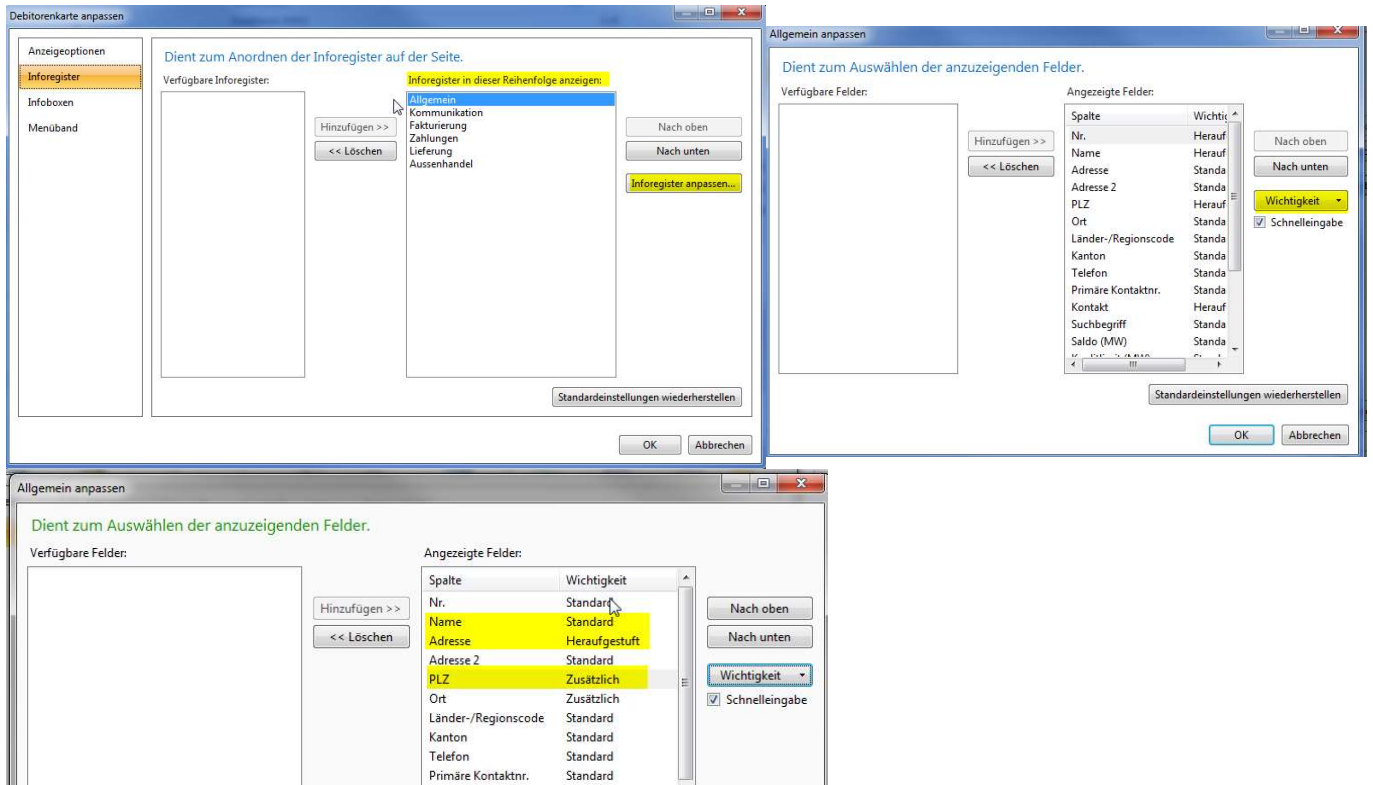 Debitorenkarte anpassen
Anzeigeoptionen
Inforegister
Infoboxen
Menüband
Dient zum Anordnen der Inforegister auf der Seite.
Verfügbare Inforegister:
Inforegister in dieser Reihenfolge anzeigen:
Allgemein
Kommunikation
Fakturierung
Zahlungen
Lieferung
Aussenhandel
Hinzufügen >>
<< Löschen
Nach oben
Nach unten
Inforegister anpassen...
Standardeinstellungen wiederherstellen
OK Abbrechen
Allgemein anpassen
Dient zum Auswählen der anzuzeigenden Felder.
Verfügbare Felder:
Angezeigte Felder:
Hinzufügen >>
<< Löschen
Spalte Wichtig
Nr. Herauf
Name Herauf
Adresse Standa
Adresse 2 Standa
PLZ Herauf
Ort Standa
Länder-/Regionscode Standa
Kanton Standa
Telefon Standa
Primäre Kontaktnr. Standa
Kontakt Herauf
Suchbegriff Standa
Saldo (MW) Standa
Nach oben
Nach unten
Wichtigkeit
Schnelleingabe
Standardeinstellungen wiederherstellen
OK Abbrechen
Allgemein anpassen
Dient zum Auswählen der anzuzeigenden Felder.
Verfügbare Felder:
Angezeigte Felder:
Hinzufügen >>
<< Löschen
Spalte Wichtigkeit
Nr. Standard
Name Standard
Adresse Heraufgestuft
Adresse 2 Standard
PLZ Zusätzlich
Ort Zusätzlich
Länder-/Regionscode Standard
Kanton Standard
Telefon Standard
Primäre Kontaktnr. Standard
Nach oben
Nach unten
Wichtigkeit
Schnelleingabe